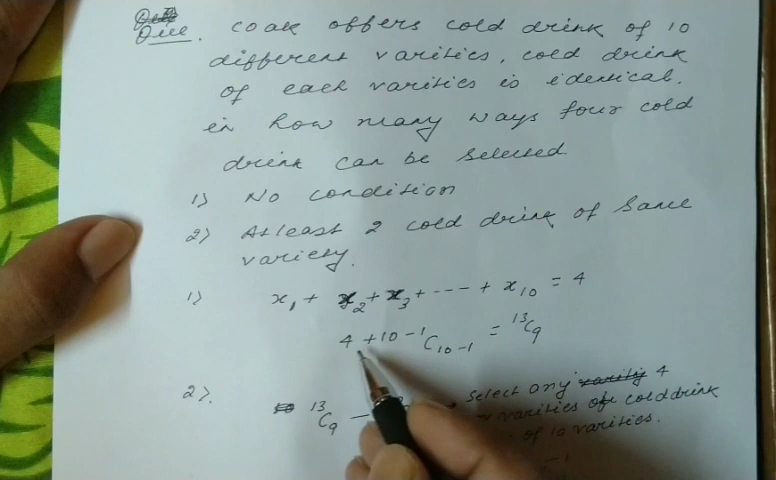 Que. Coak offers cold drink of 10
different varities, cold drink
of each varities is identical.
in how many ways four cold
drink can be selected.
1) No condition
2) Atleast 2 cold drink of Same
variety.
1) x₁ + x₂ + x₃ + --- + x₁₀ = 4
4+10-1C10-1 = ¹³C₉
2). ¹³C₉ — Select any 4
varities of cold drink
of 10 varities.